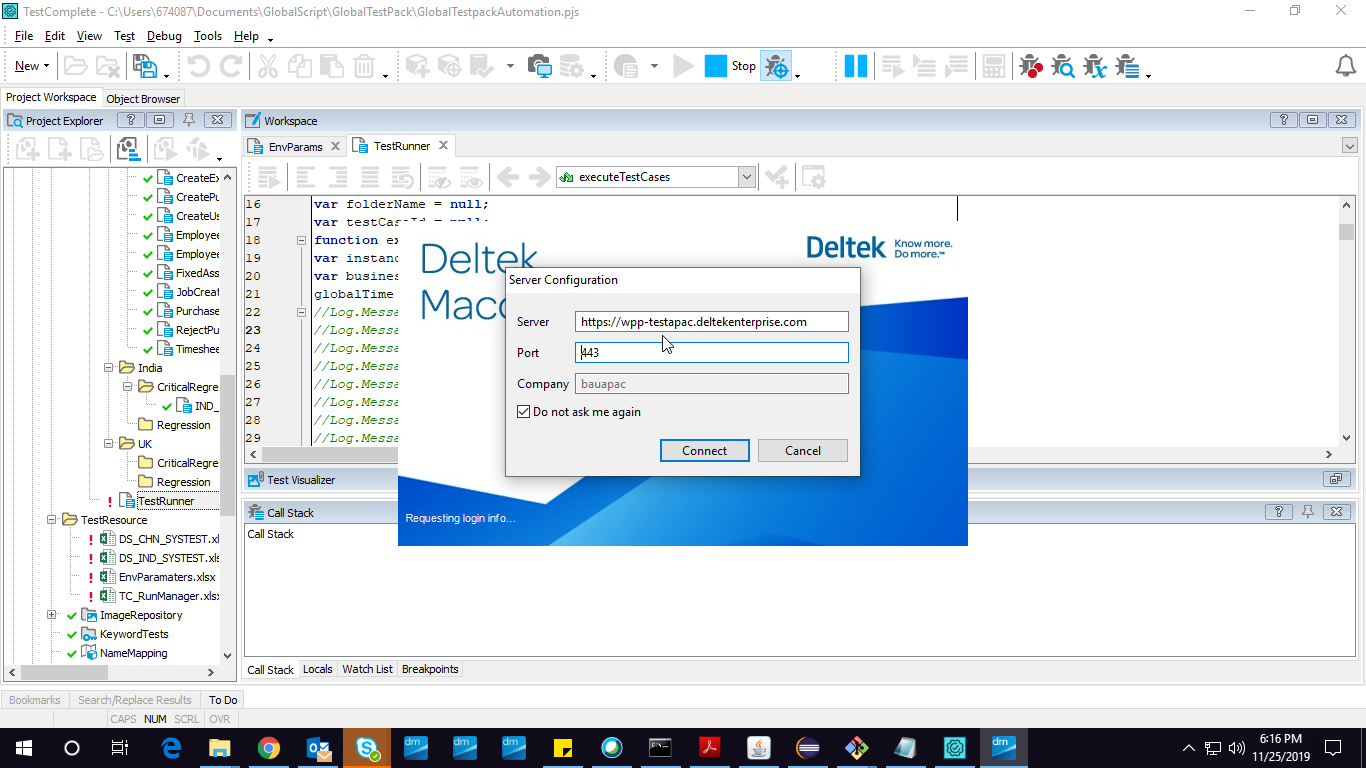 TestComplete - C:\Users\674087\Documents\GlobalScript\GlobalTestPack\GlobalTestpackAutomation.pjs
File Edit View Test Debug Tools Help
New Stop
Project Workspace Object Browser
Project Explorer
Workspace
EnvParams TestRunner
executeTestCases
CreateEx
CreatePu
CreateUs
Employee
Employee
FixedAss
JobCreat
Purchase
RejectPu
Timeshee
India
CriticalRegre
IND_
Regression
UK
CriticalRegre
Regression
TestRunner
TestResource
DS_CHN_SYSTEST.xl
DS_IND_SYSTEST.xls
EnvParamaters.xlsx
TC_RunManager.xlsx
ImageRepository
KeywordTests
NameMapping
16 var folderName = null;
17 var testCaseId = null;
18 function ex
19 var instanc
20 var busines
21 globalTime
22 //Log.Messa
23 //Log.Messa
24 //Log.Messa
25 //Log.Messa
26 //Log.Messa
27 //Log.Messa
28 //Log.Messa
29 //Log.Messa
Deltek
Maco
Deltek Know more.
Do more.™
Server Configuration
Server https://wpp-testapac.deltekenterprise.com
Port 443
Company bauapac
Do not ask me again
Connect Cancel
Requesting login info...
Test Visualizer
Call Stack
Call Stack
Call Stack Locals Watch List Breakpoints
Bookmarks Search/Replace Results To Do
CAPS NUM SCRL OVR
dm dm dm dm
6:16 PM
11/25/2019